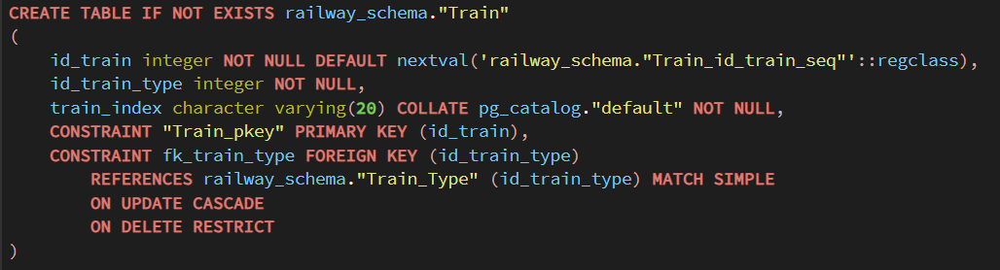 CREATE TABLE IF NOT EXISTS railway_schema."Train"
(
    id_train integer NOT NULL DEFAULT nextval('railway_schema."Train_id_train_seq"'::regclass),
    id_train_type integer NOT NULL,
    train_index character varying(20) COLLATE pg_catalog."default" NOT NULL,
    CONSTRAINT "Train_pkey" PRIMARY KEY (id_train),
    CONSTRAINT fk_train_type FOREIGN KEY (id_train_type)
        REFERENCES railway_schema."Train_Type" (id_train_type) MATCH SIMPLE
        ON UPDATE CASCADE
        ON DELETE RESTRICT
)